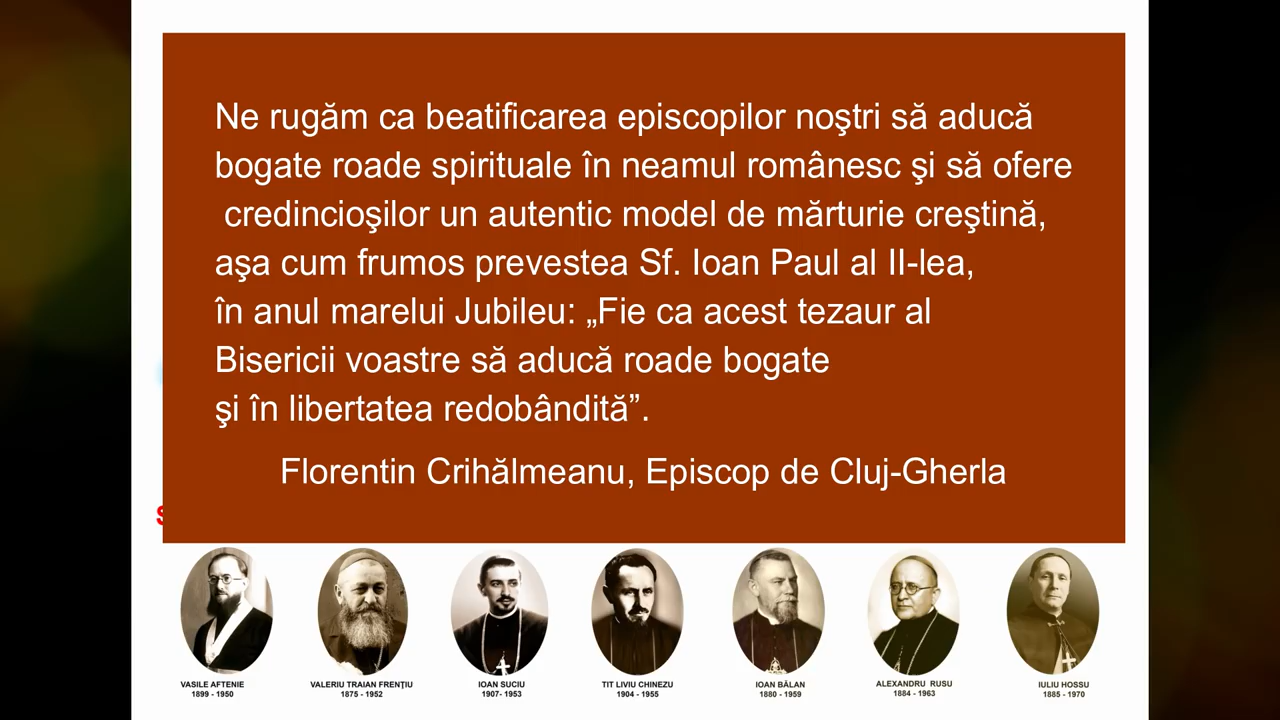 Ne rugăm ca beatificarea episcopilor noştri să aducă
bogate roade spirituale în neamul românesc şi să ofere
credincioşilor un autentic model de mărturie creştină,
aşa cum frumos prevestea Sf. Ioan Paul al II-lea,
în anul marelui Jubileu: „Fie ca acest tezaur al
Bisericii voastre să aducă roade bogate
şi în libertatea redobândită”.
Florentin Crihălmeanu, Episcop de Cluj-Gherla
VASILE AFTENIE
1899 - 1950
VALERIU TRAIAN FRENŢIU
1875 - 1952
IOAN SUCIU
1907- 1953
TIT LIVIU CHINEZU
1904 - 1955
IOAN BĂLAN
1880 - 1959
ALEXANDRU RUSU
1884 - 1963
IULIU HOSSU
1885 - 1970